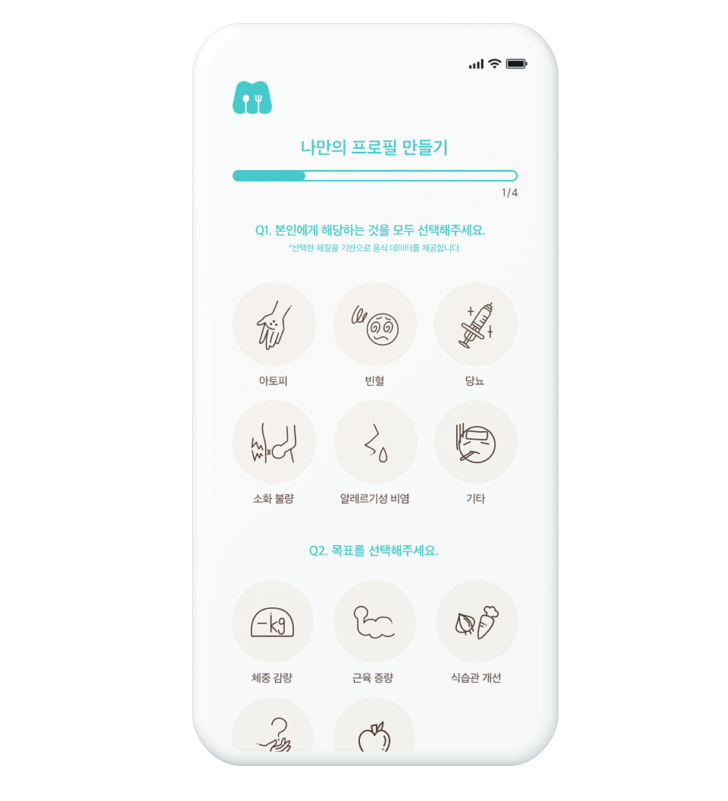 나만의 프로필 만들기
1/4
Q1. 본인에게 해당하는 것을 모두 선택해주세요.
*선택한 체질을 기반으로 음식 데이터를 제공합니다.
아토피 빈혈 당뇨
소화 불량 알레르기성 비염 기타
Q2. 목표를 선택해주세요.
-kg
체중 감량 근육 증량 식습관 개선